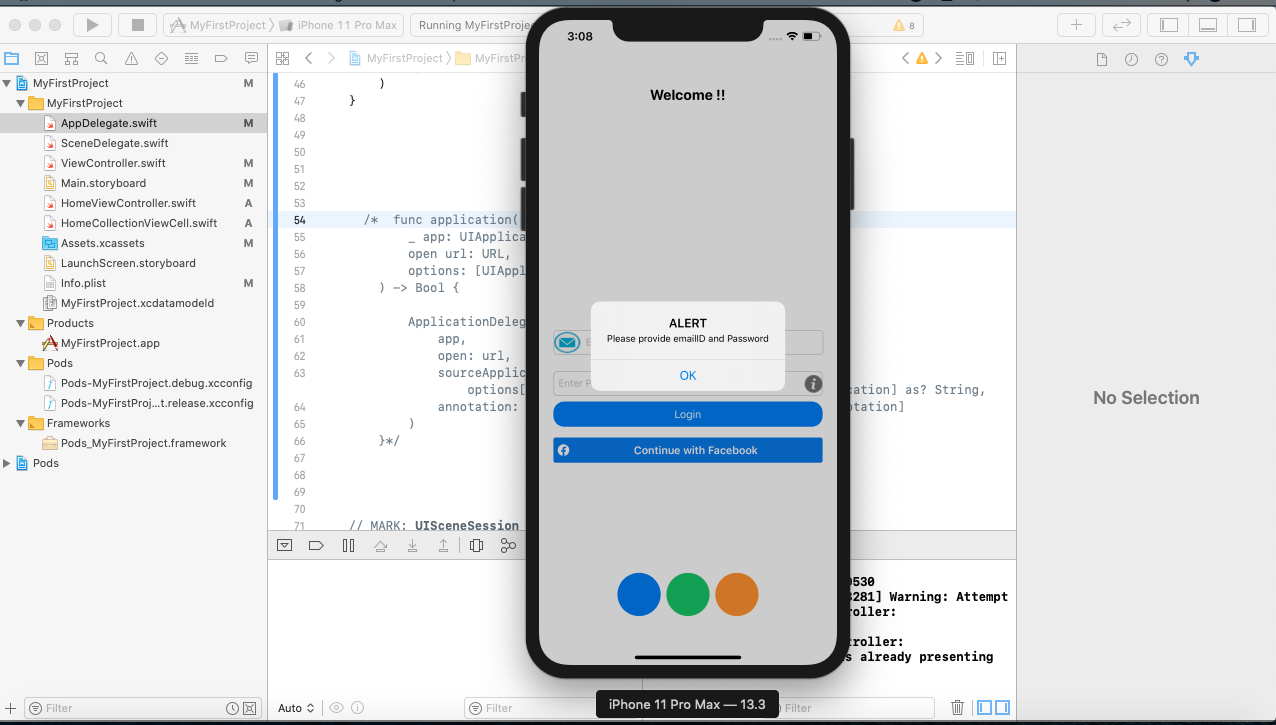 MyFirstProject
iPhone 11 Pro Max
Running MyFirstProjec
8
MyFirstProject
MyFirstPr
MyFirstProject M
MyFirstProject
AppDelegate.swift M
SceneDelegate.swift
ViewController.swift M
Main.storyboard M
HomeViewController.swift A
HomeCollectionViewCell.swift A
Assets.xcassets M
LaunchScreen.storyboard
Info.plist M
MyFirstProject.xcdatamodeld
Products
MyFirstProject.app
Pods
Pods-MyFirstProject.debug.xcconfig
Pods-MyFirstProj...t.release.xcconfig
Frameworks
Pods_MyFirstProject.framework
Pods
Filter
46 )
47 }
48
49
50
51
52
53
54 /* func application(
55 _ app: UIApplica
56 open url: URL,
57 options: [UIAppl
58 ) -> Bool {
59
60 ApplicationDeleg
61 app,
62 open: url,
63 sourceApplic
options[ ication] as? String,
64 annotation: notation]
65 )
66 }*/
67
68
69
70
71 // MARK: UISceneSession
3:08
Welcome !!
ALERT
Please provide emailID and Password
OK
Enter P
Login
Continue with Facebook
9530
3281] Warning: Attempt
roller:
troller:
s already presenting
Auto
Filter
Filter
iPhone 11 Pro Max — 13.3
No Selection